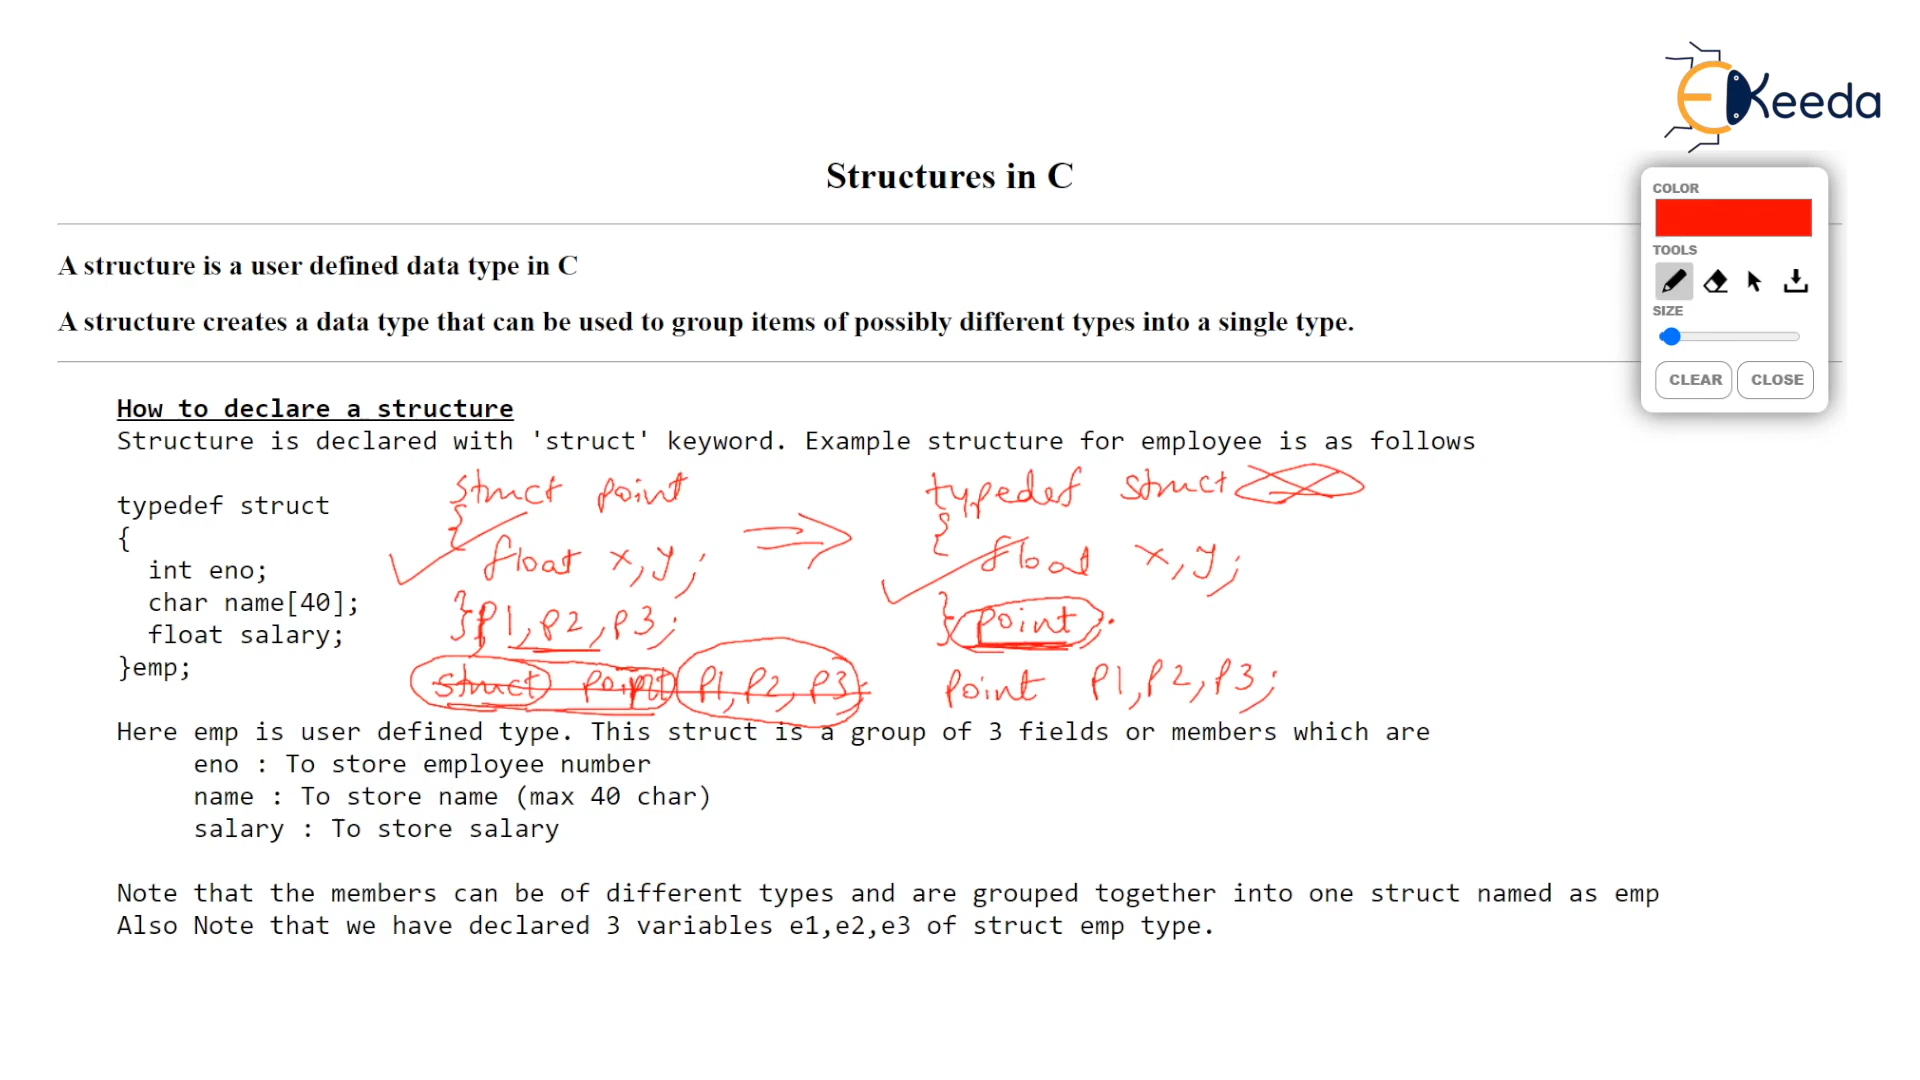 EKeeda
Structures in C
COLOR
TOOLS
SIZE
CLEAR CLOSE
A structure is a user defined data type in C
A structure creates a data type that can be used to group items of possibly different types into a single type.
How to declare a structure
Structure is declared with 'struct' keyword. Example structure for employee is as follows
typedef struct
{
int eno;
char name[40];
float salary;
}emp;
struct point
{
float x,y;
}p1,p2,p3;
struct point p1,p2,p3;
typedef struct
{
float x,y;
}point;
point p1,p2,p3;
Here emp is user defined type. This struct is a group of 3 fields or members which are
eno : To store employee number
name : To store name (max 40 char)
salary : To store salary
Note that the members can be of different types and are grouped together into one struct named as emp
Also Note that we have declared 3 variables e1,e2,e3 of struct emp type.